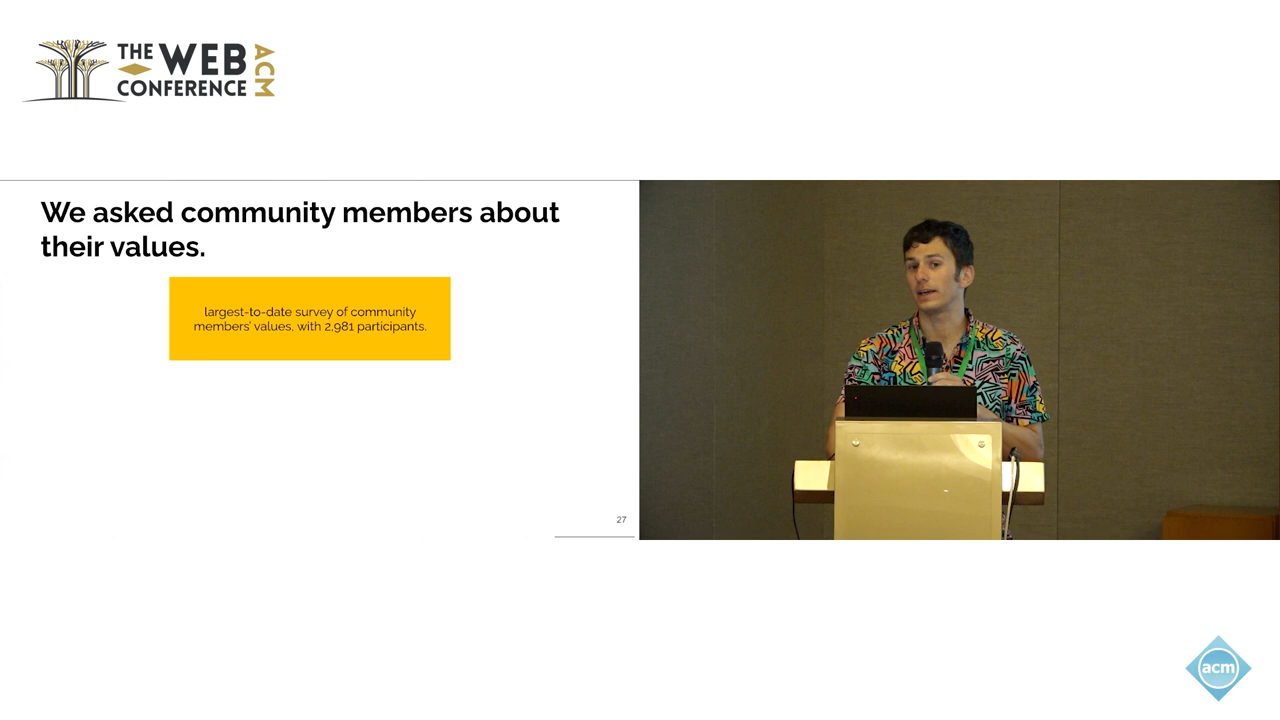 THE WEB
CONFERENCE
ACM
We asked community members about
their values.
largest-to-date survey of community
members' values, with 2,981 participants.
27
acm